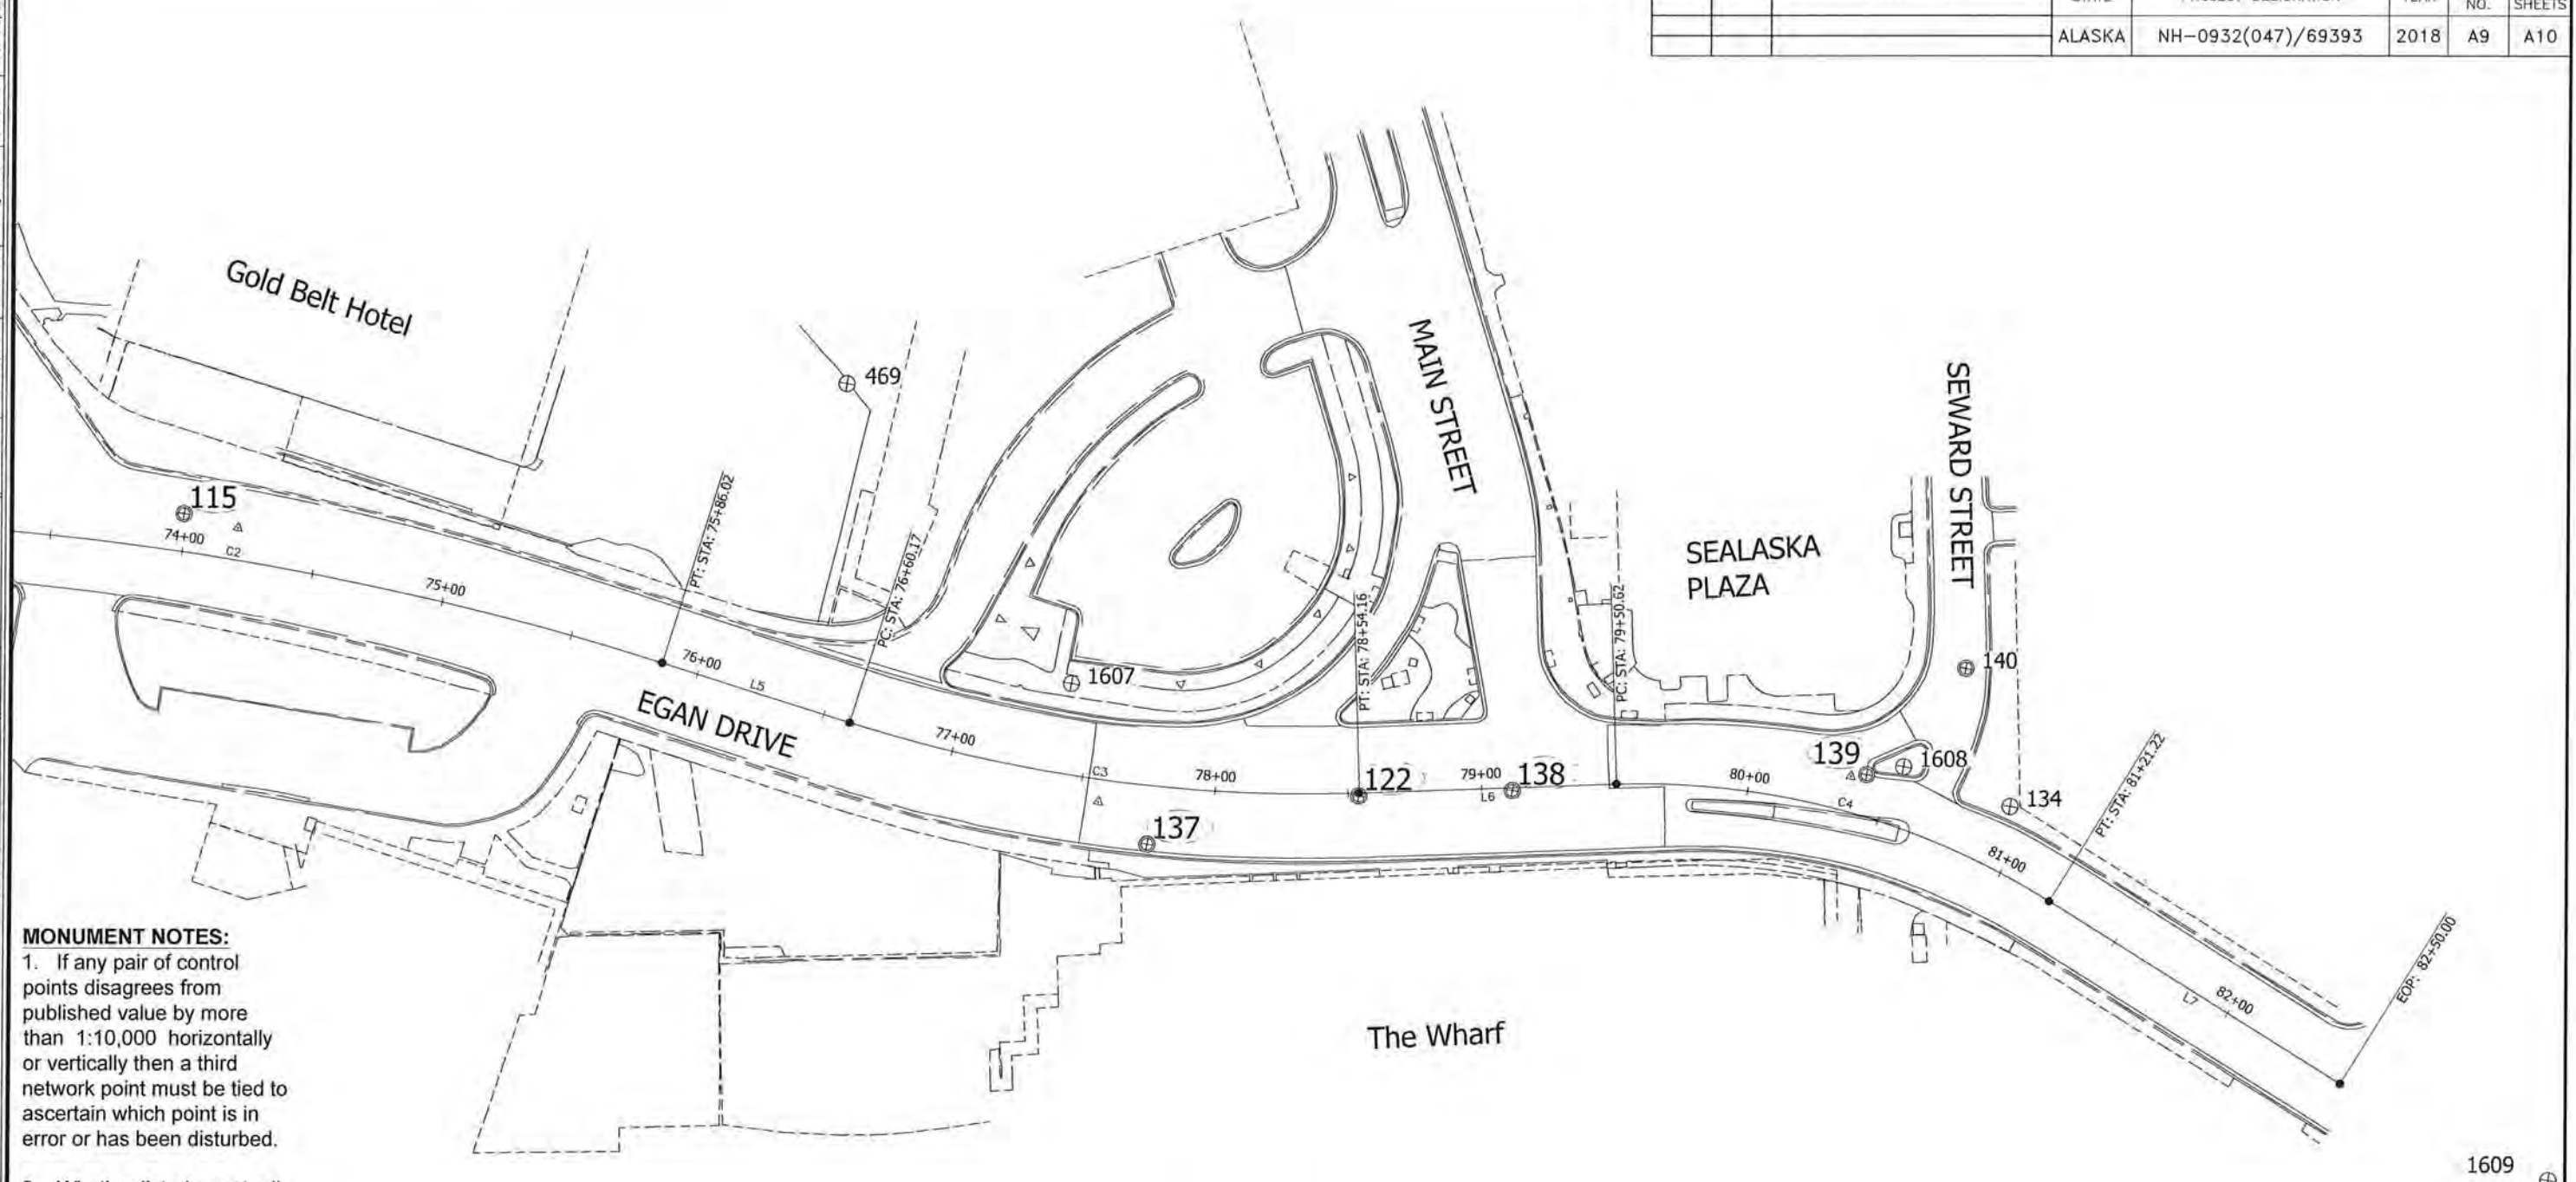 NO.
SHEETS
ALASKA NH-0932(047)/69393 2018 A9 A10
Gold Belt Hotel
469
MAIN STREET
SEWARD STREET
115
74+00
C2
75+00
PT: STA: 75+86.02
PC: STA: 76+60.17
76+00
L5
EGAN DRIVE
77+00
1607
C3
78+00
PT: STA: 78+54.16
122
79+00
L6
138
PC: STA: 79+50.62
137
SEALASKA
PLAZA
140
80+00
139
1608
C4
134
81+00
PT: STA: 81+21.22
L7
82+00
EOP: 82+50.00
The Wharf
MONUMENT NOTES:
1. If any pair of control
points disagrees from
published value by more
than 1:10,000 horizontally
or vertically then a third
network point must be tied to
ascertain which point is in
error or has been disturbed.
1609